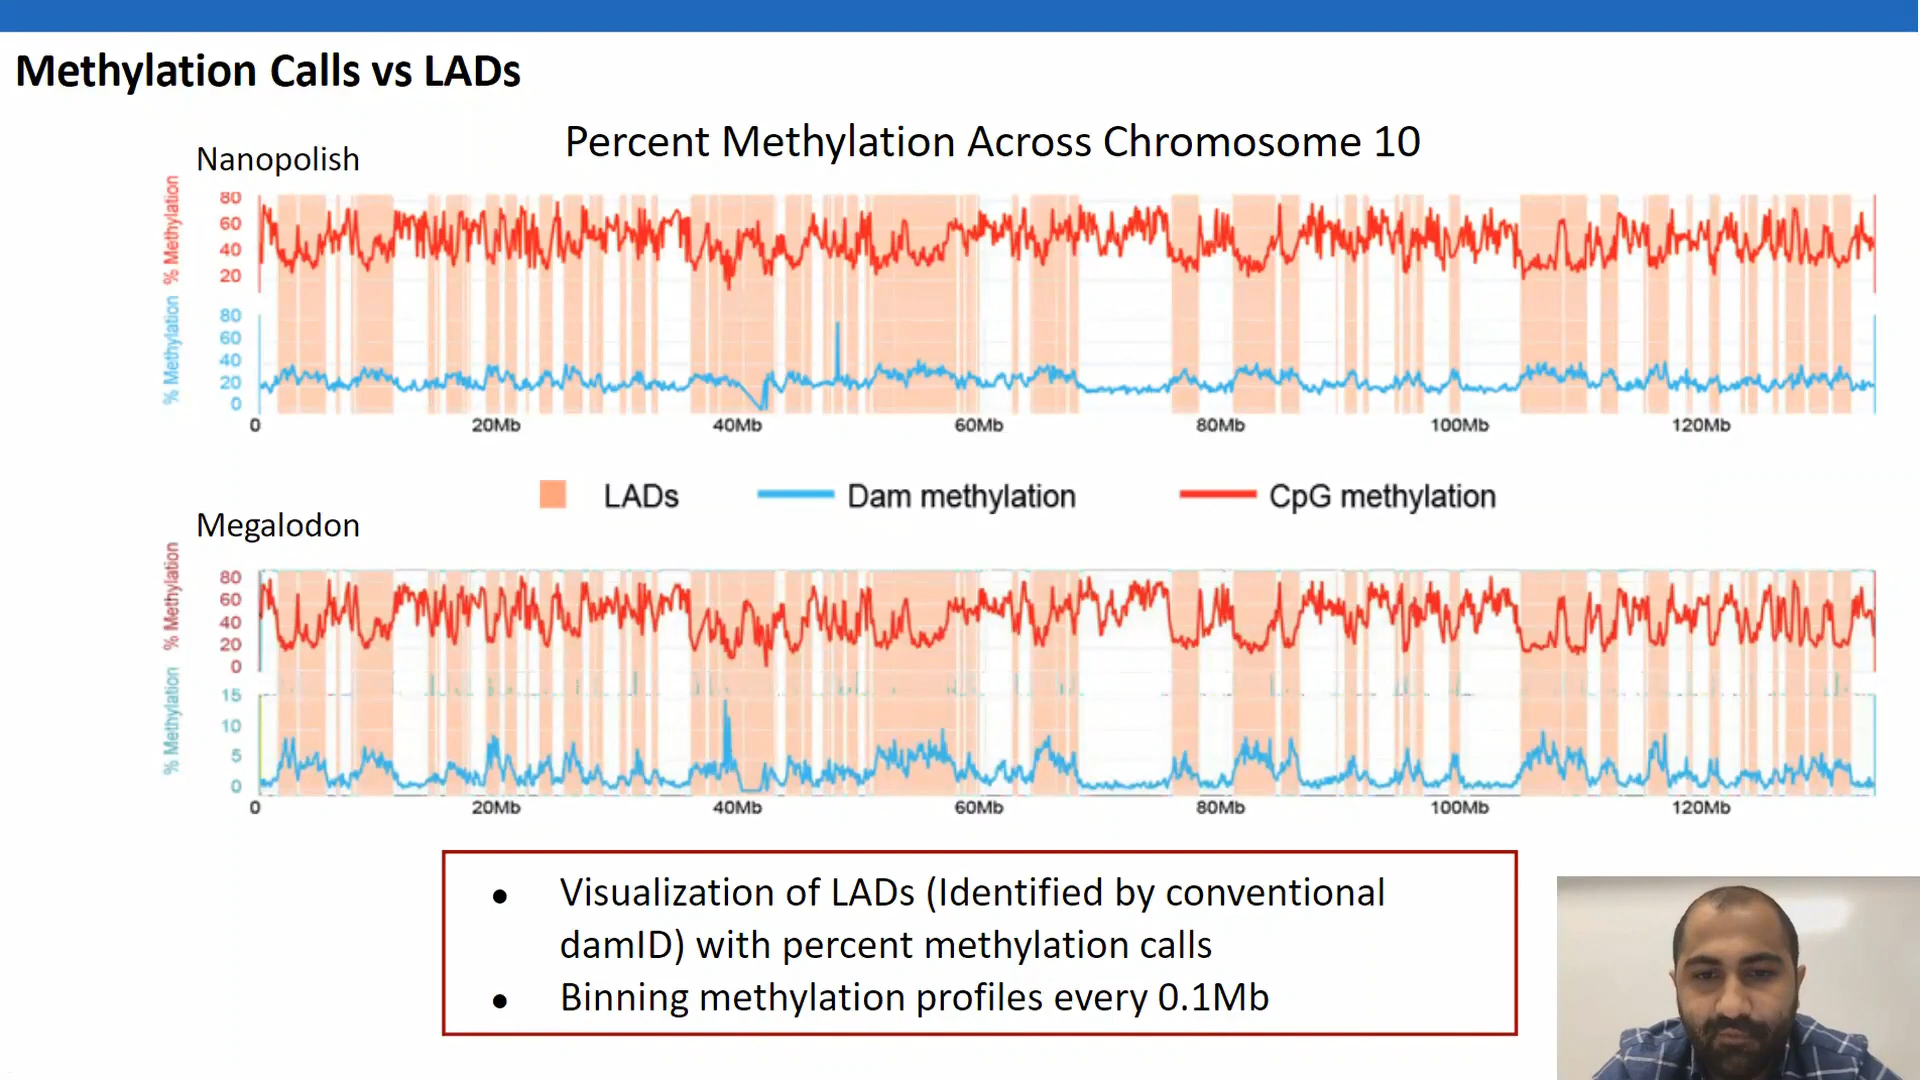 Methylation Calls vs LADs
Percent Methylation Across Chromosome 10
Nanopolish
% Methylation
80
60
40
20
% Methylation
80
60
40
20
0
0 20Mb 40Mb 60Mb 80Mb 100Mb 120Mb
LADs Dam methylation CpG methylation
Megalodon
% Methylation
80
60
40
20
0
% Methylation
15
10
5
0
0 20Mb 40Mb 60Mb 80Mb 100Mb 120Mb
● Visualization of LADs (Identified by conventional
damID) with percent methylation calls
● Binning methylation profiles every 0.1Mb